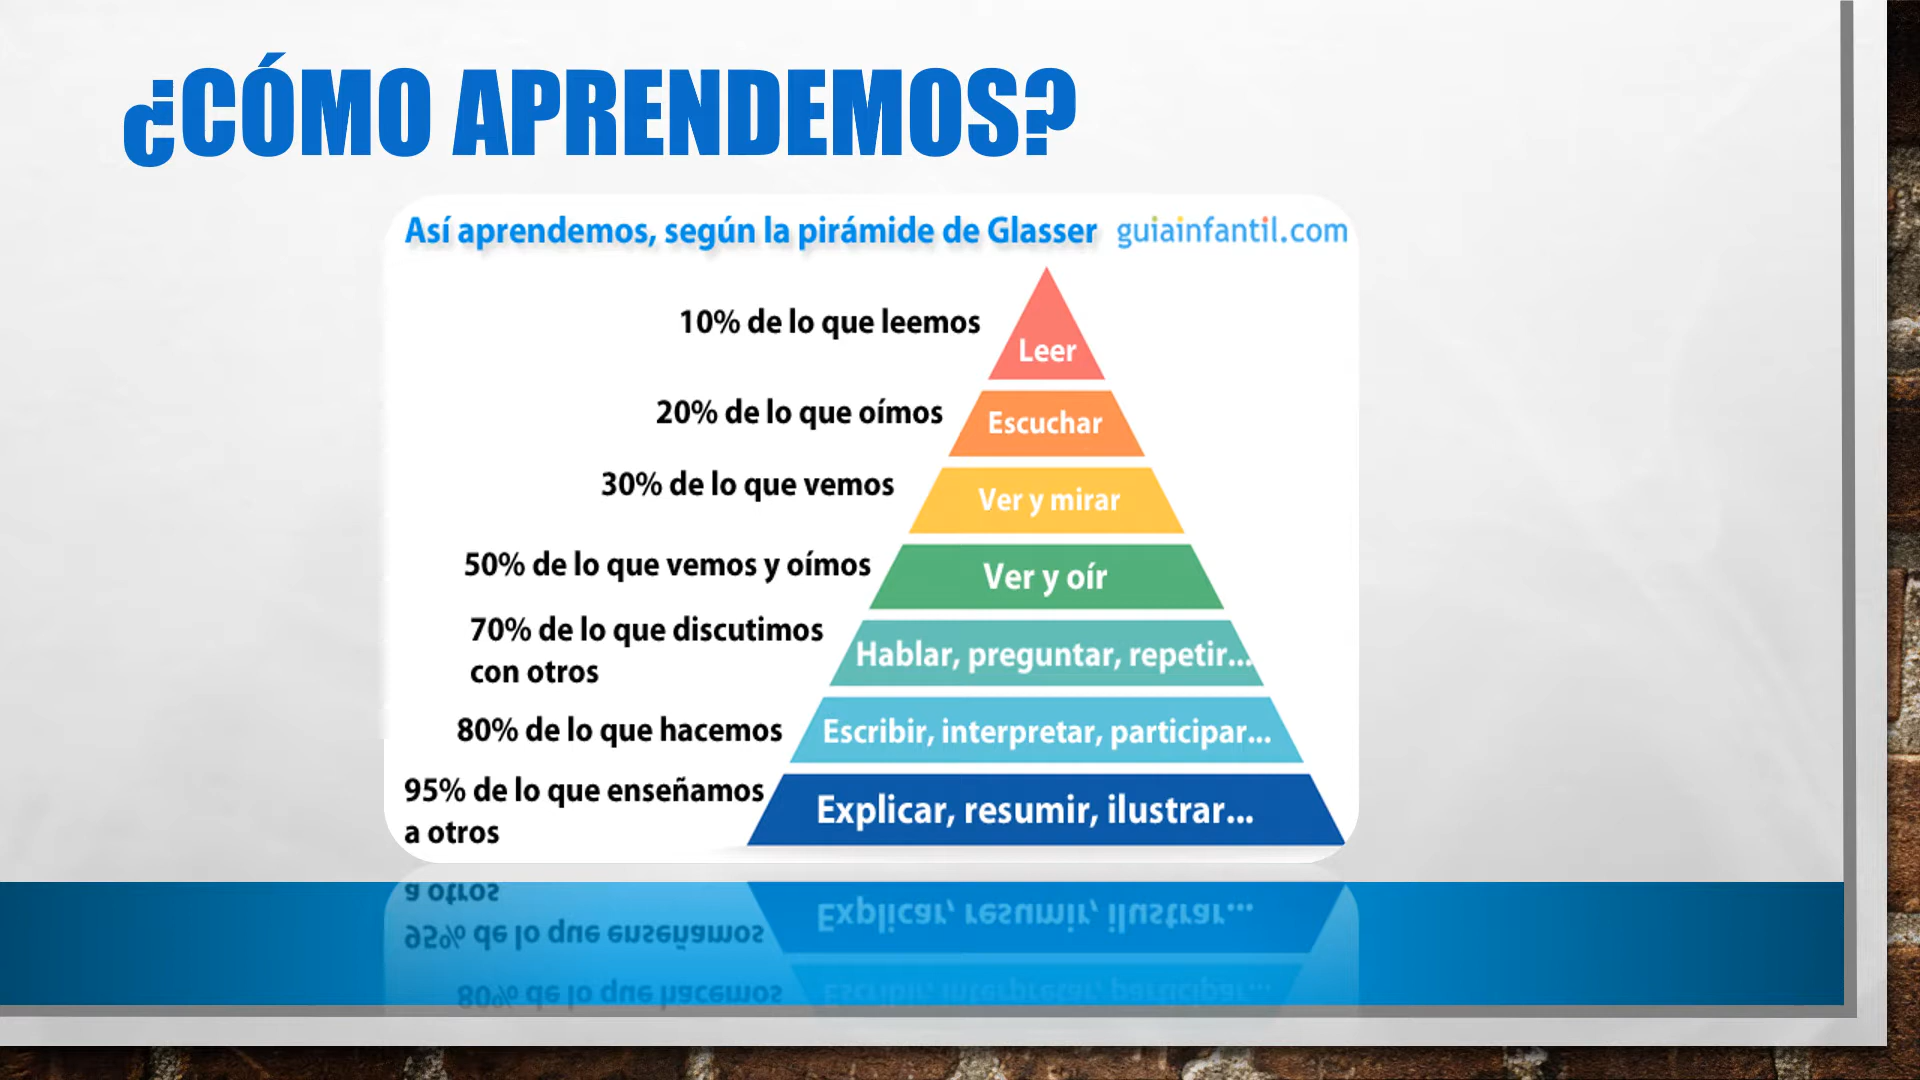 ¿CÓMO APRENDEMOS?
Así aprendemos, según la pirámide de Glasser guiainfantil.com
10% de lo que leemos
Leer
20% de lo que oímos
Escuchar
30% de lo que vemos
Ver y mirar
50% de lo que vemos y oímos
Ver y oír
70% de lo que discutimos
con otros
Hablar, preguntar, repetir...
80% de lo que hacemos
Escribir, interpretar, participar...
95% de lo que enseñamos
a otros
Explicar, resumir, ilustrar...